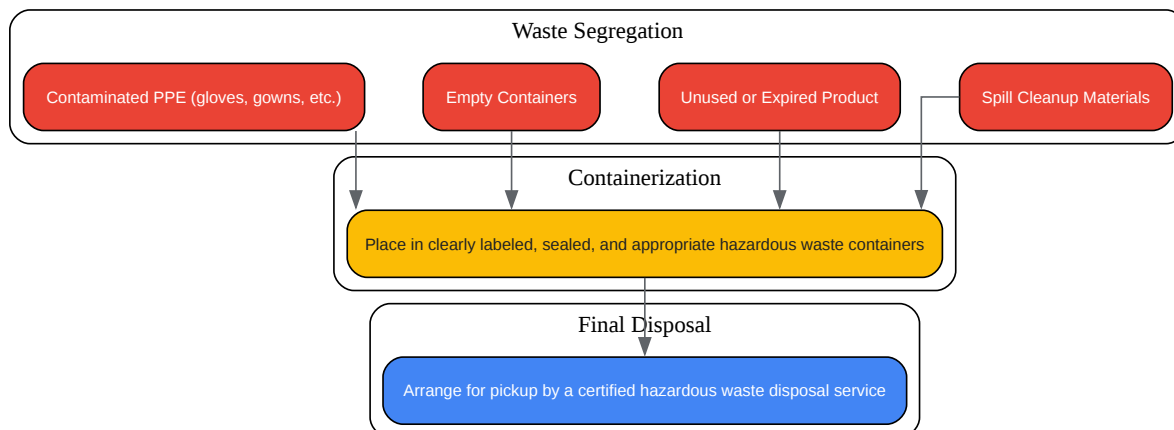 Waste Segregation
Contaminated PPE (gloves, gowns, etc.)
Empty Containers
Unused or Expired Product
Spill Cleanup Materials
Containerization
Place in clearly labeled, sealed, and appropriate hazardous waste containers
Final Disposal
Arrange for pickup by a certified hazardous waste disposal service